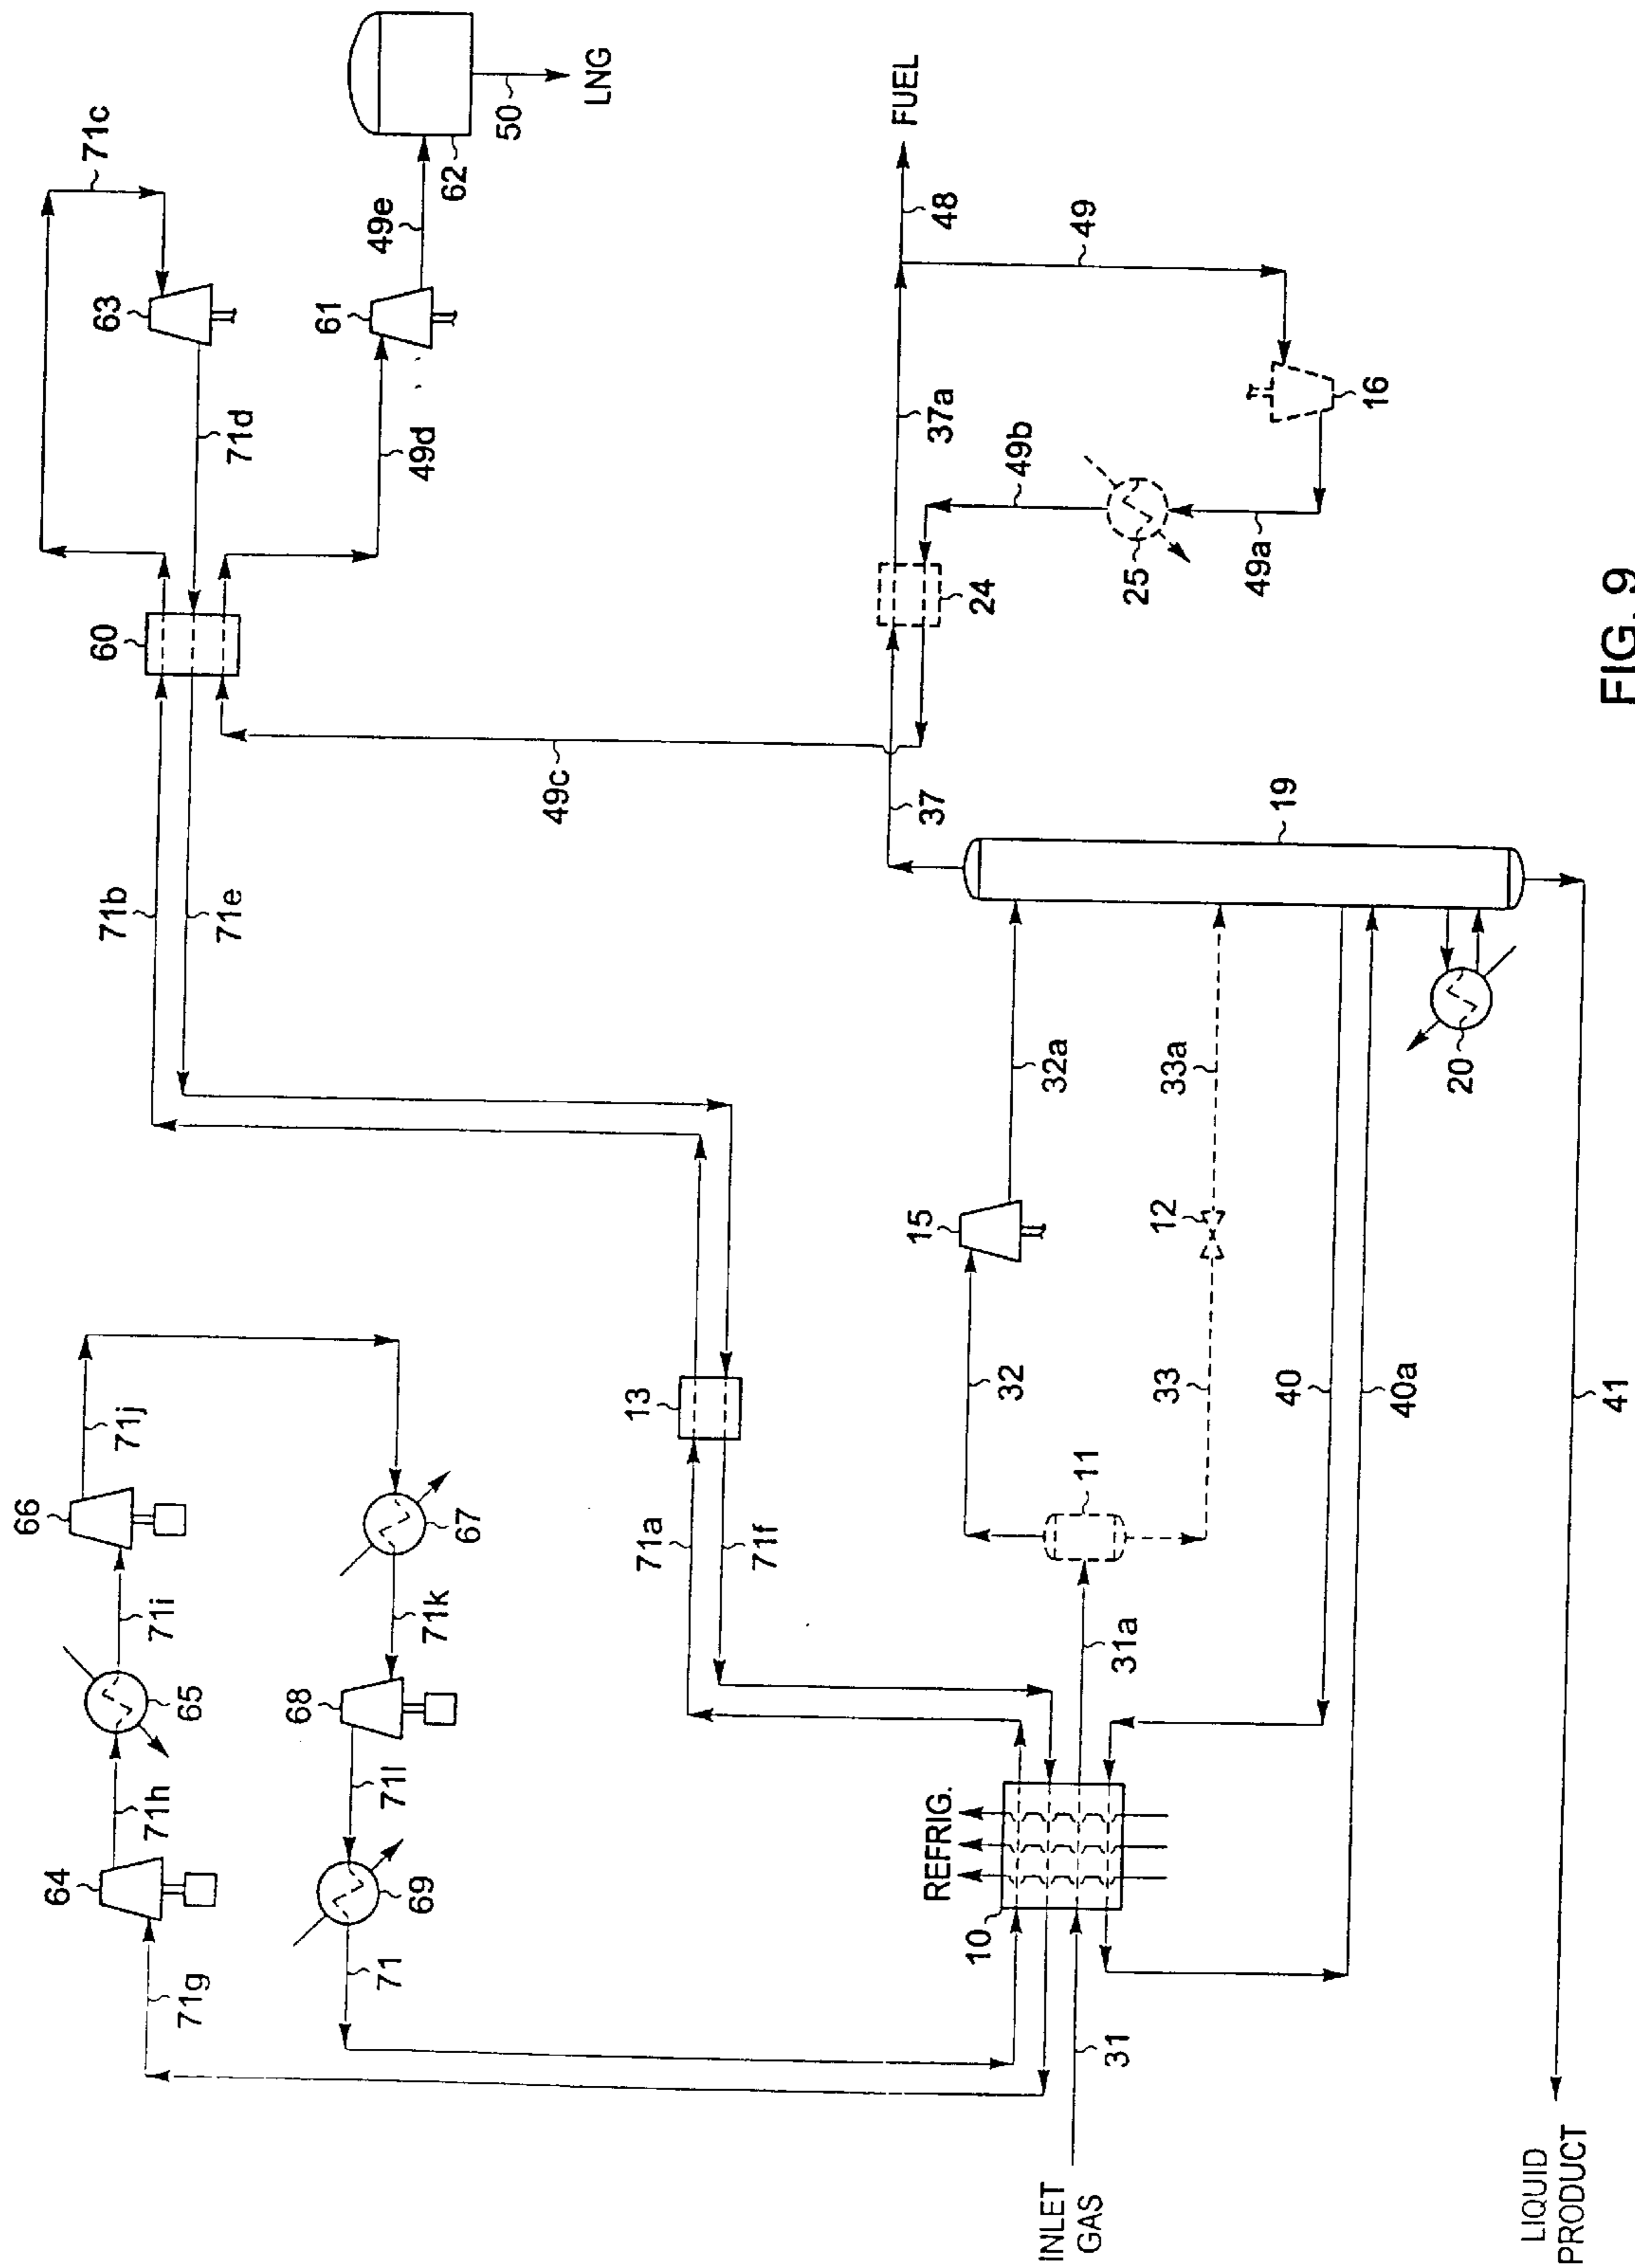 71c
63
71d
60
71b
71e
61
49d
49e
62
50
LNG
66
71j
71i
65
71h
64
71g
67
71k
68
71l
69
71
49c
13
71a
71f
FUEL
48
37a
49
49b
24
16
25
49a
37
19
15
32a
32
33a
12
33
11
20
31a
40
40a
REFRIG.
10
31
INLET
GAS
41
LIQUID
PRODUCT
FIG. 9